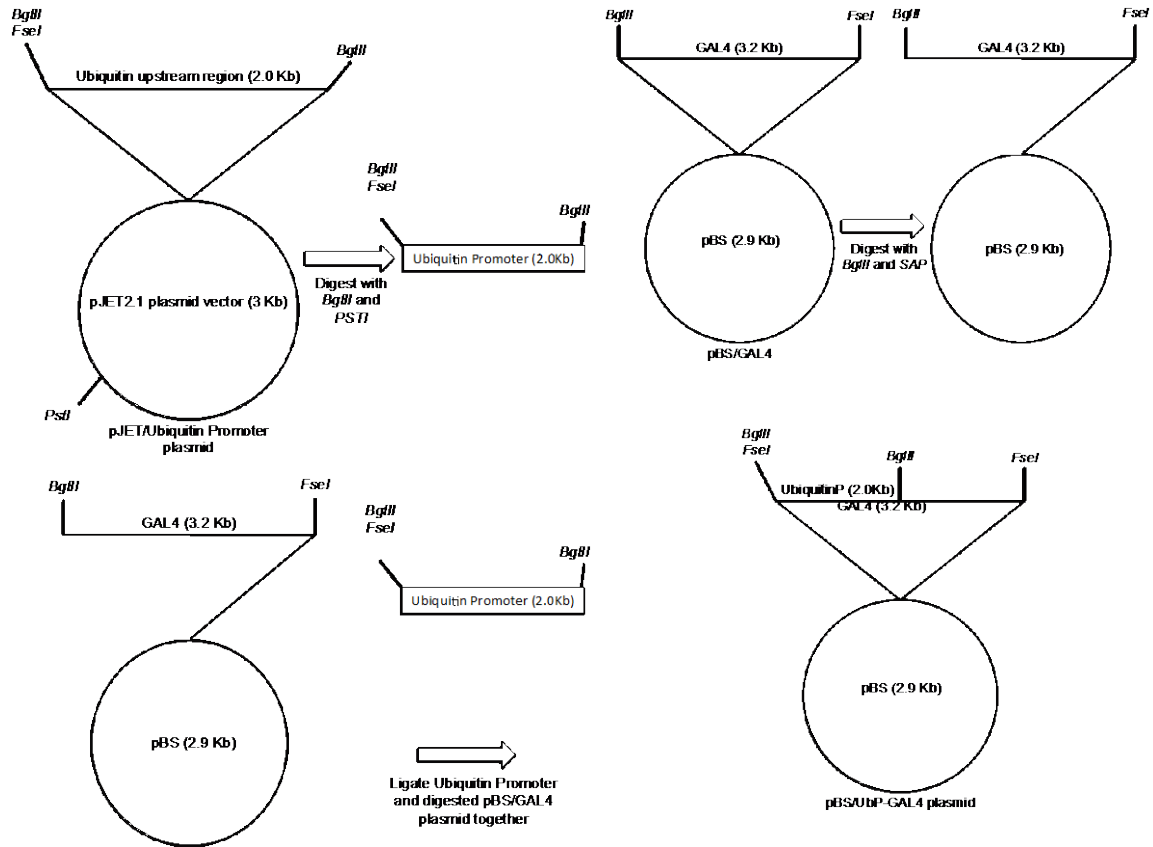 BglII
FseI
BglII
Ubiquitin upstream region (2.0 Kb)
pJET2.1 plasmid vector (3 Kb)
PstI
pJET/Ubiquitin Promoter
plasmid
Digest with
BglII and
PSTI
BglII
FseI
BglII
Ubiquitin Promoter (2.0Kb)
BglII
FseI
GAL4 (3.2 Kb)
pBS (2.9 Kb)
pBS/GAL4
Digest with
BglII and SAP
BglII
FseI
GAL4 (3.2 Kb)
pBS (2.9 Kb)
BglII
FseI
GAL4 (3.2 Kb)
pBS (2.9 Kb)
BglII
FseI
BglII
Ubiquitin Promoter (2.0Kb)
Ligate Ubiquitin Promoter
and digested pBS/GAL4
plasmid together
BglII
FseI
BglII
FseI
UbiquitinP (2.0Kb)
GAL4 (3.2 Kb)
pBS (2.9 Kb)
pBS/UbP-GAL4 plasmid